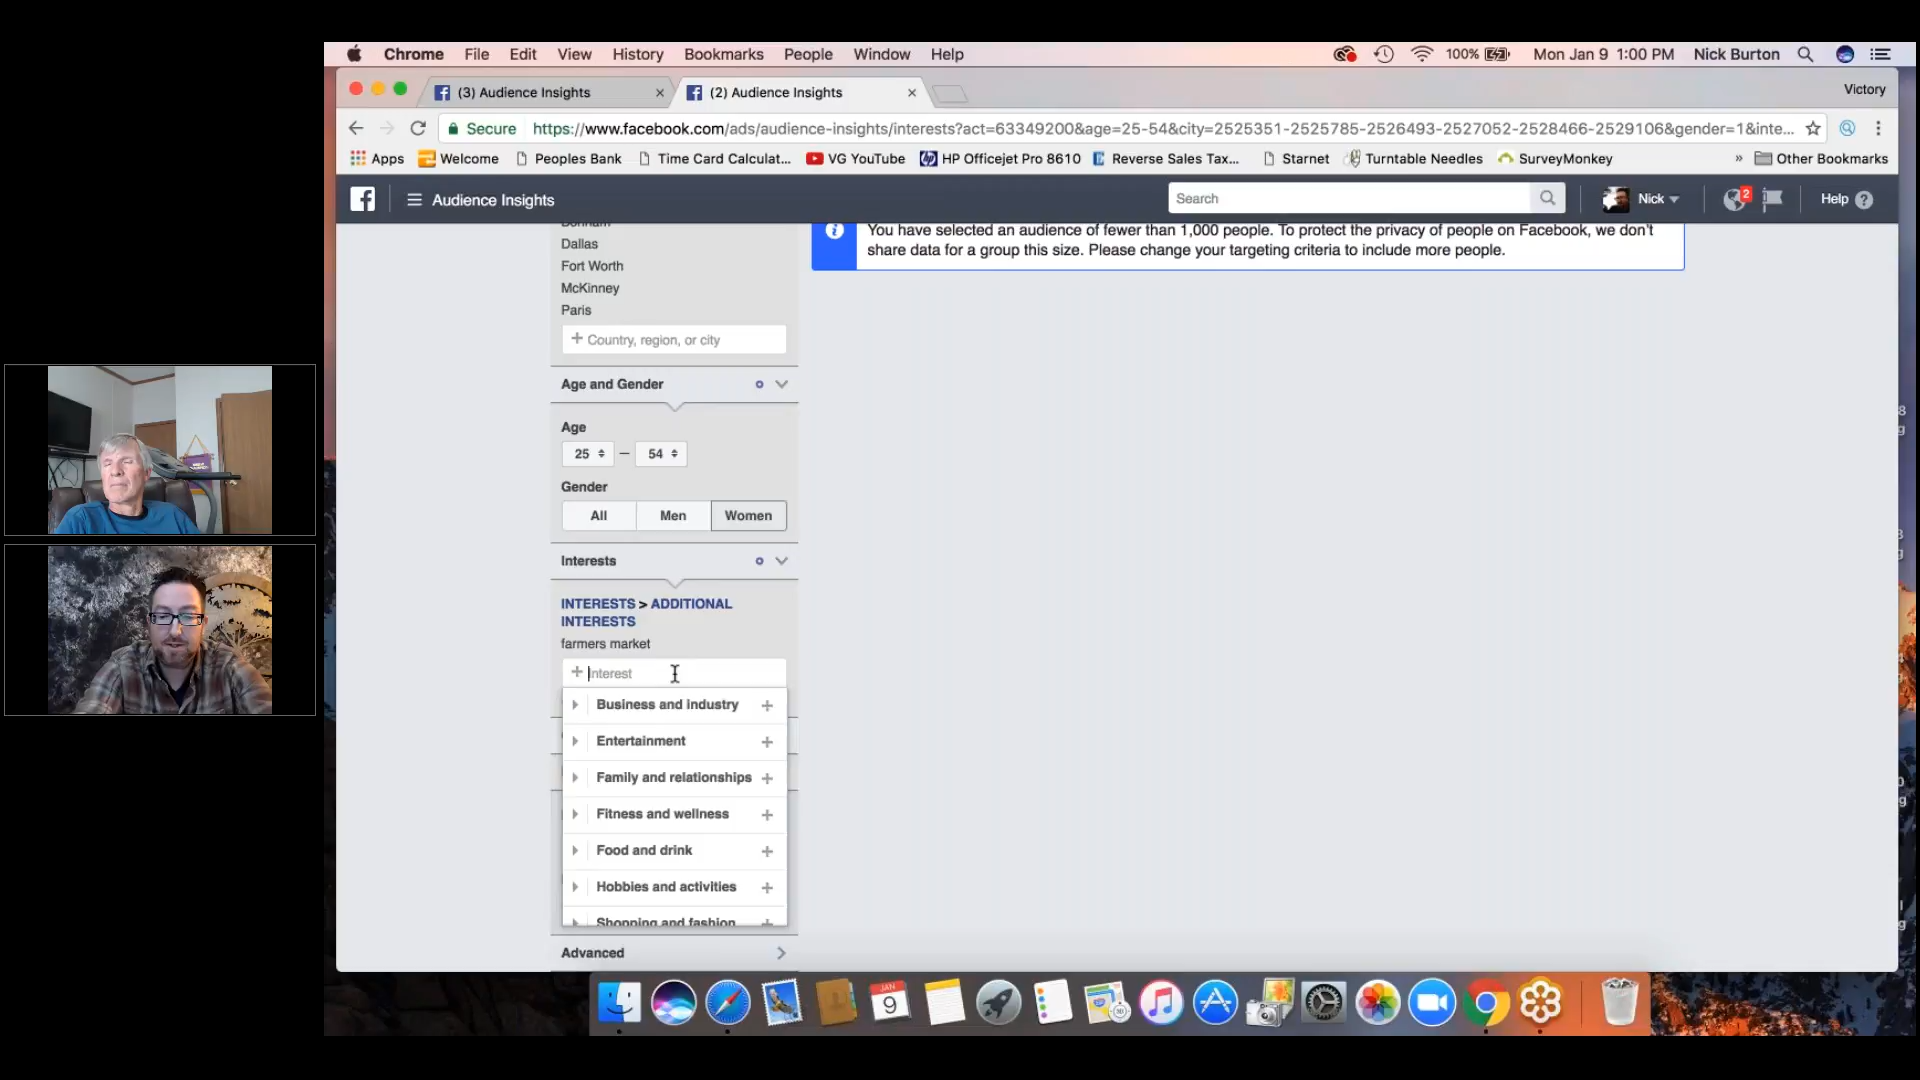 Chrome File Edit View History Bookmarks People Window Help 100% Mon Jan 9 1:00 PM Nick Burton
(3) Audience Insights × (2) Audience Insights × Victory
Secure https://www.facebook.com/ads/audience-insights/interests?act=63349200&age=25-54&city=2525351-2525785-2526493-2527052-2528466-2529106&gender=1&inte...
Apps Welcome Peoples Bank Time Card Calculat... VG YouTube HP Officejet Pro 8610 Reverse Sales Tax... Starnet Turntable Needles SurveyMonkey » Other Bookmarks
Audience Insights Search Nick 2 Help ?
You have selected an audience of fewer than 1,000 people. To protect the privacy of people on Facebook, we don't
share data for a group this size. Please change your targeting criteria to include more people.
Bonham
Dallas
Fort Worth
McKinney
Paris
+ Country, region, or city
Age and Gender
Age
25 – 54
Gender
All Men Women
Interests
INTERESTS > ADDITIONAL
INTERESTS
farmers market
+ Interest
Business and industry +
Entertainment +
Family and relationships +
Fitness and wellness +
Food and drink +
Hobbies and activities +
Shopping and fashion +
Advanced
JAN
9